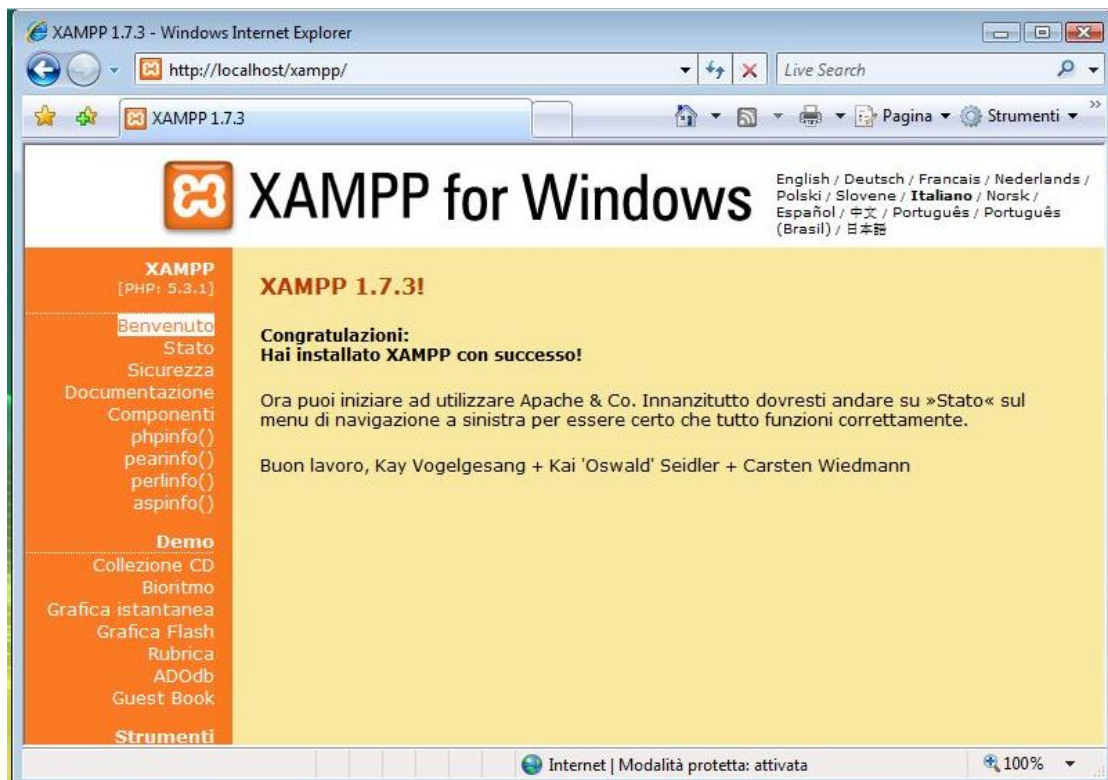 XAMPP 1.7.3 - Windows Internet Explorer
http://localhost/xampp/
Live Search
XAMPP 1.7.3
Pagina
Strumenti
XAMPP for Windows
English / Deutsch / Francais / Nederlands /
Polski / Slovene / Italiano / Norsk /
Español / 中文 / Português / Português
(Brasil) / 日本語
XAMPP
[PHP: 5.3.1]
Benvenuto
Stato
Sicurezza
Documentazione
Componenti
phpinfo()
pearinfo()
perlinfo()
aspinfo()
Demo
Collezione CD
Bioritmo
Grafica istantanea
Grafica Flash
Rubrica
ADOdb
Guest Book
Strumenti
XAMPP 1.7.3!
Congratulazioni:
Hai installato XAMPP con successo!
Ora puoi iniziare ad utilizzare Apache & Co. Innanzitutto dovresti andare su »Stato« sul
menu di navigazione a sinistra per essere certo che tutto funzioni correttamente.
Buon lavoro, Kay Vogelgesang + Kai 'Oswald' Seidler + Carsten Wiedmann
Internet | Modalità protetta: attivata
100%